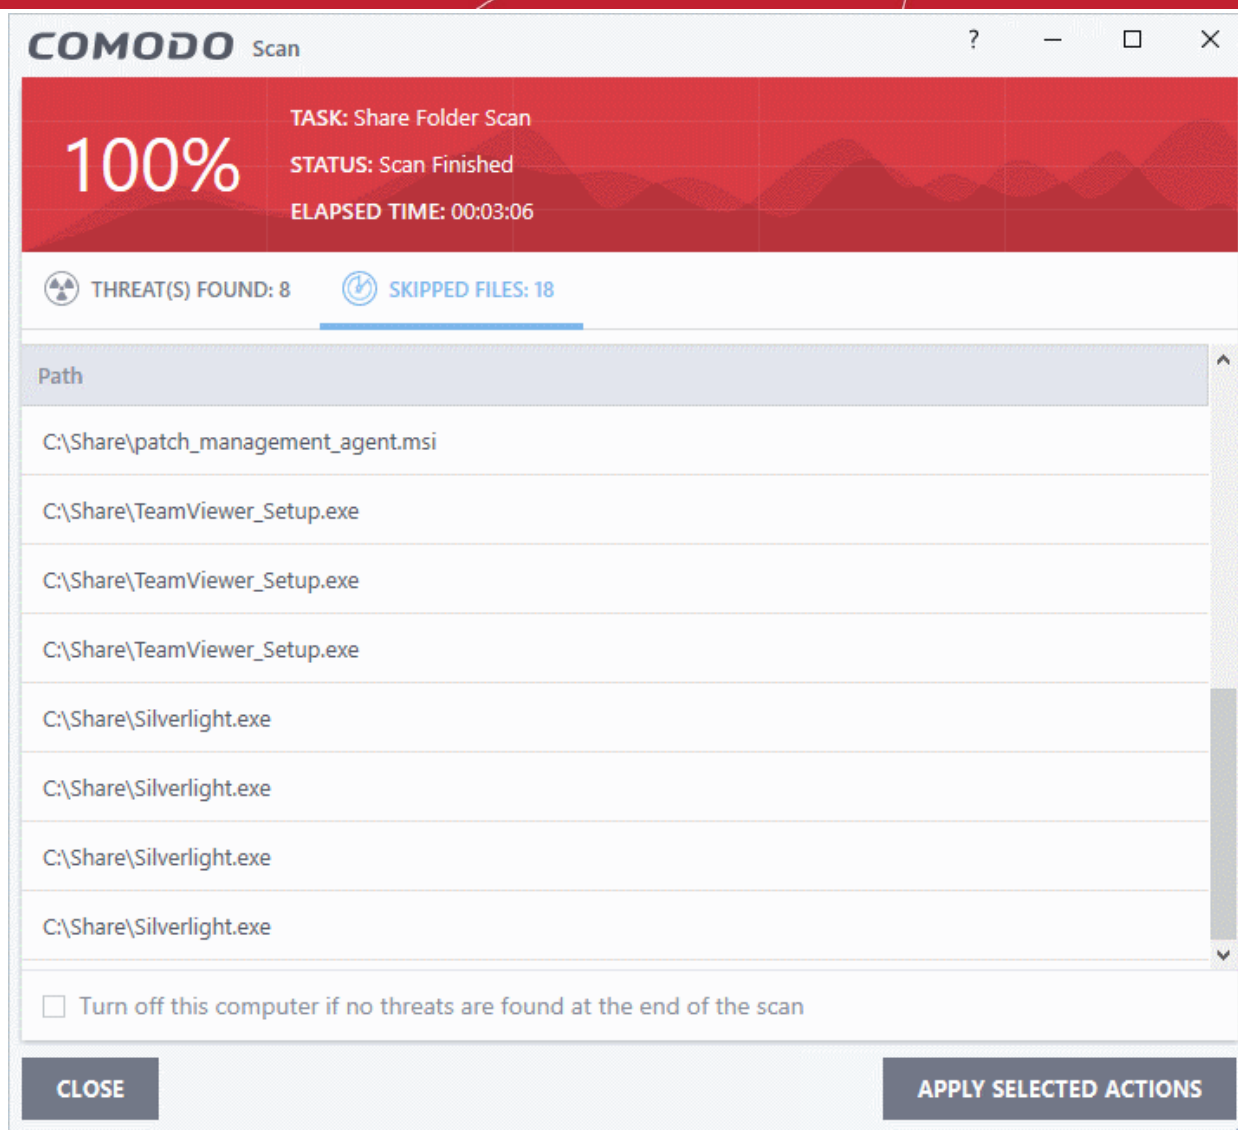 COMODO Scan
?
100%
TASK: Share Folder Scan
STATUS: Scan Finished
ELAPSED TIME: 00:03:06
THREAT(S) FOUND: 8
SKIPPED FILES: 18
Path
C:\Share\patch_management_agent.msi
C:\Share\TeamViewer_Setup.exe
C:\Share\TeamViewer_Setup.exe
C:\Share\TeamViewer_Setup.exe
C:\Share\Silverlight.exe
C:\Share\Silverlight.exe
C:\Share\Silverlight.exe
C:\Share\Silverlight.exe
Turn off this computer if no threats are found at the end of the scan
CLOSE
APPLY SELECTED ACTIONS